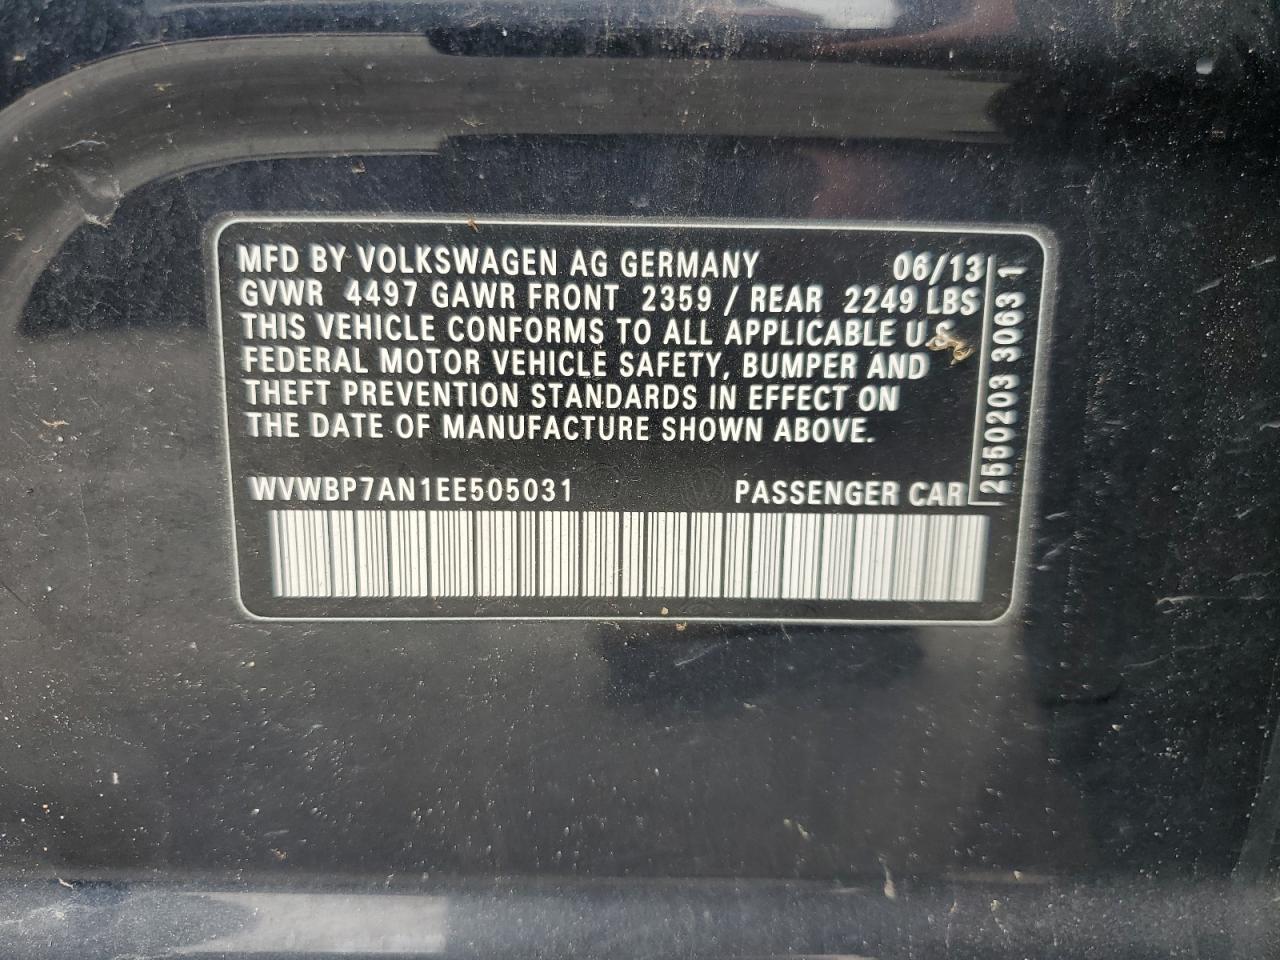 MFD BY VOLKSWAGEN AG GERMANY 06/13
GVWR 4497 GAWR FRONT 2359 / REAR 2249 LBS
THIS VEHICLE CONFORMS TO ALL APPLICABLE U.S.
FEDERAL MOTOR VEHICLE SAFETY, BUMPER AND
THEFT PREVENTION STANDARDS IN EFFECT ON
THE DATE OF MANUFACTURE SHOWN ABOVE.
WVWBP7AN1EE505031 PASSENGER CAR
2550203 3063 1